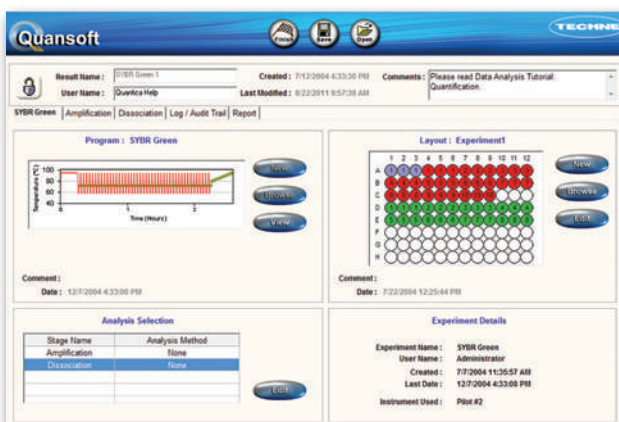 Quansoft
Finish Save Open
TECHNE
Result Name : SYBR Green 1 Created : 7/12/2004 4:33:30 PM Comments : Please read Data Analysis Tutorial:
User Name : Quantica Help Last Modified : 8/22/2011 9:57:38 AM Quantification.
SYBR Green Amplification Dissociation Log / Audit Trail Report
Program : SYBR Green
Temperature (°C)
100
80
60
40
0 1 2
Time (Hours)
New
Browse
View
Comment :
Date : 12/7/2004 4:33:00 PM
Layout : Experiment1
1 2 3 4 5 6 7 8 9 10 11 12
A
B
C
D
E
F
G
H
New
Browse
Edit
Comment :
Date : 7/22/2004 12:25:44 PM
Analysis Selection
Stage Name Analysis Method
Amplification None
Dissociation None
Edit
Experiment Details
Experiment Name : SYBR Green
User Name : Administrator
Created : 7/7/2004 11:35:57 AM
Last Date : 12/7/2004 4:33:08 PM
Instrument Used : Pilot #2